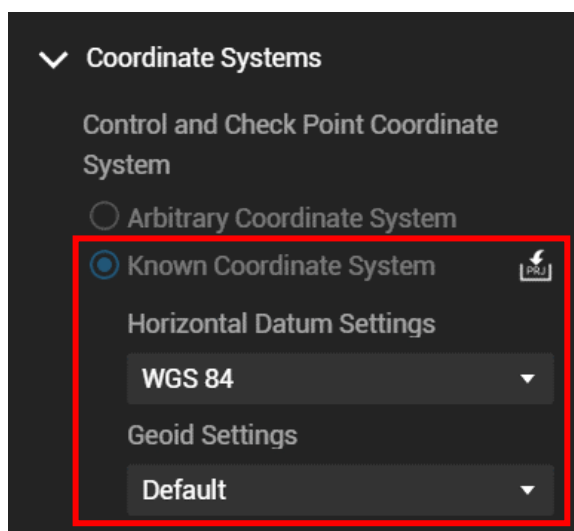 Coordinate Systems
Control and Check Point Coordinate
System
Arbitrary Coordinate System
Known Coordinate System
PRJ
Horizontal Datum Settings
WGS 84
Geoid Settings
Default